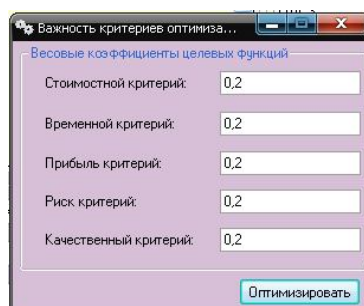 Важность критериев оптимиза...
Весовые коэффициенты целевых функций
Стоимостной критерий: 0,2
Временной критерий: 0,2
Прибыль критерий: 0,2
Риск критерий: 0,2
Качественный критерий: 0,2
Оптимизировать